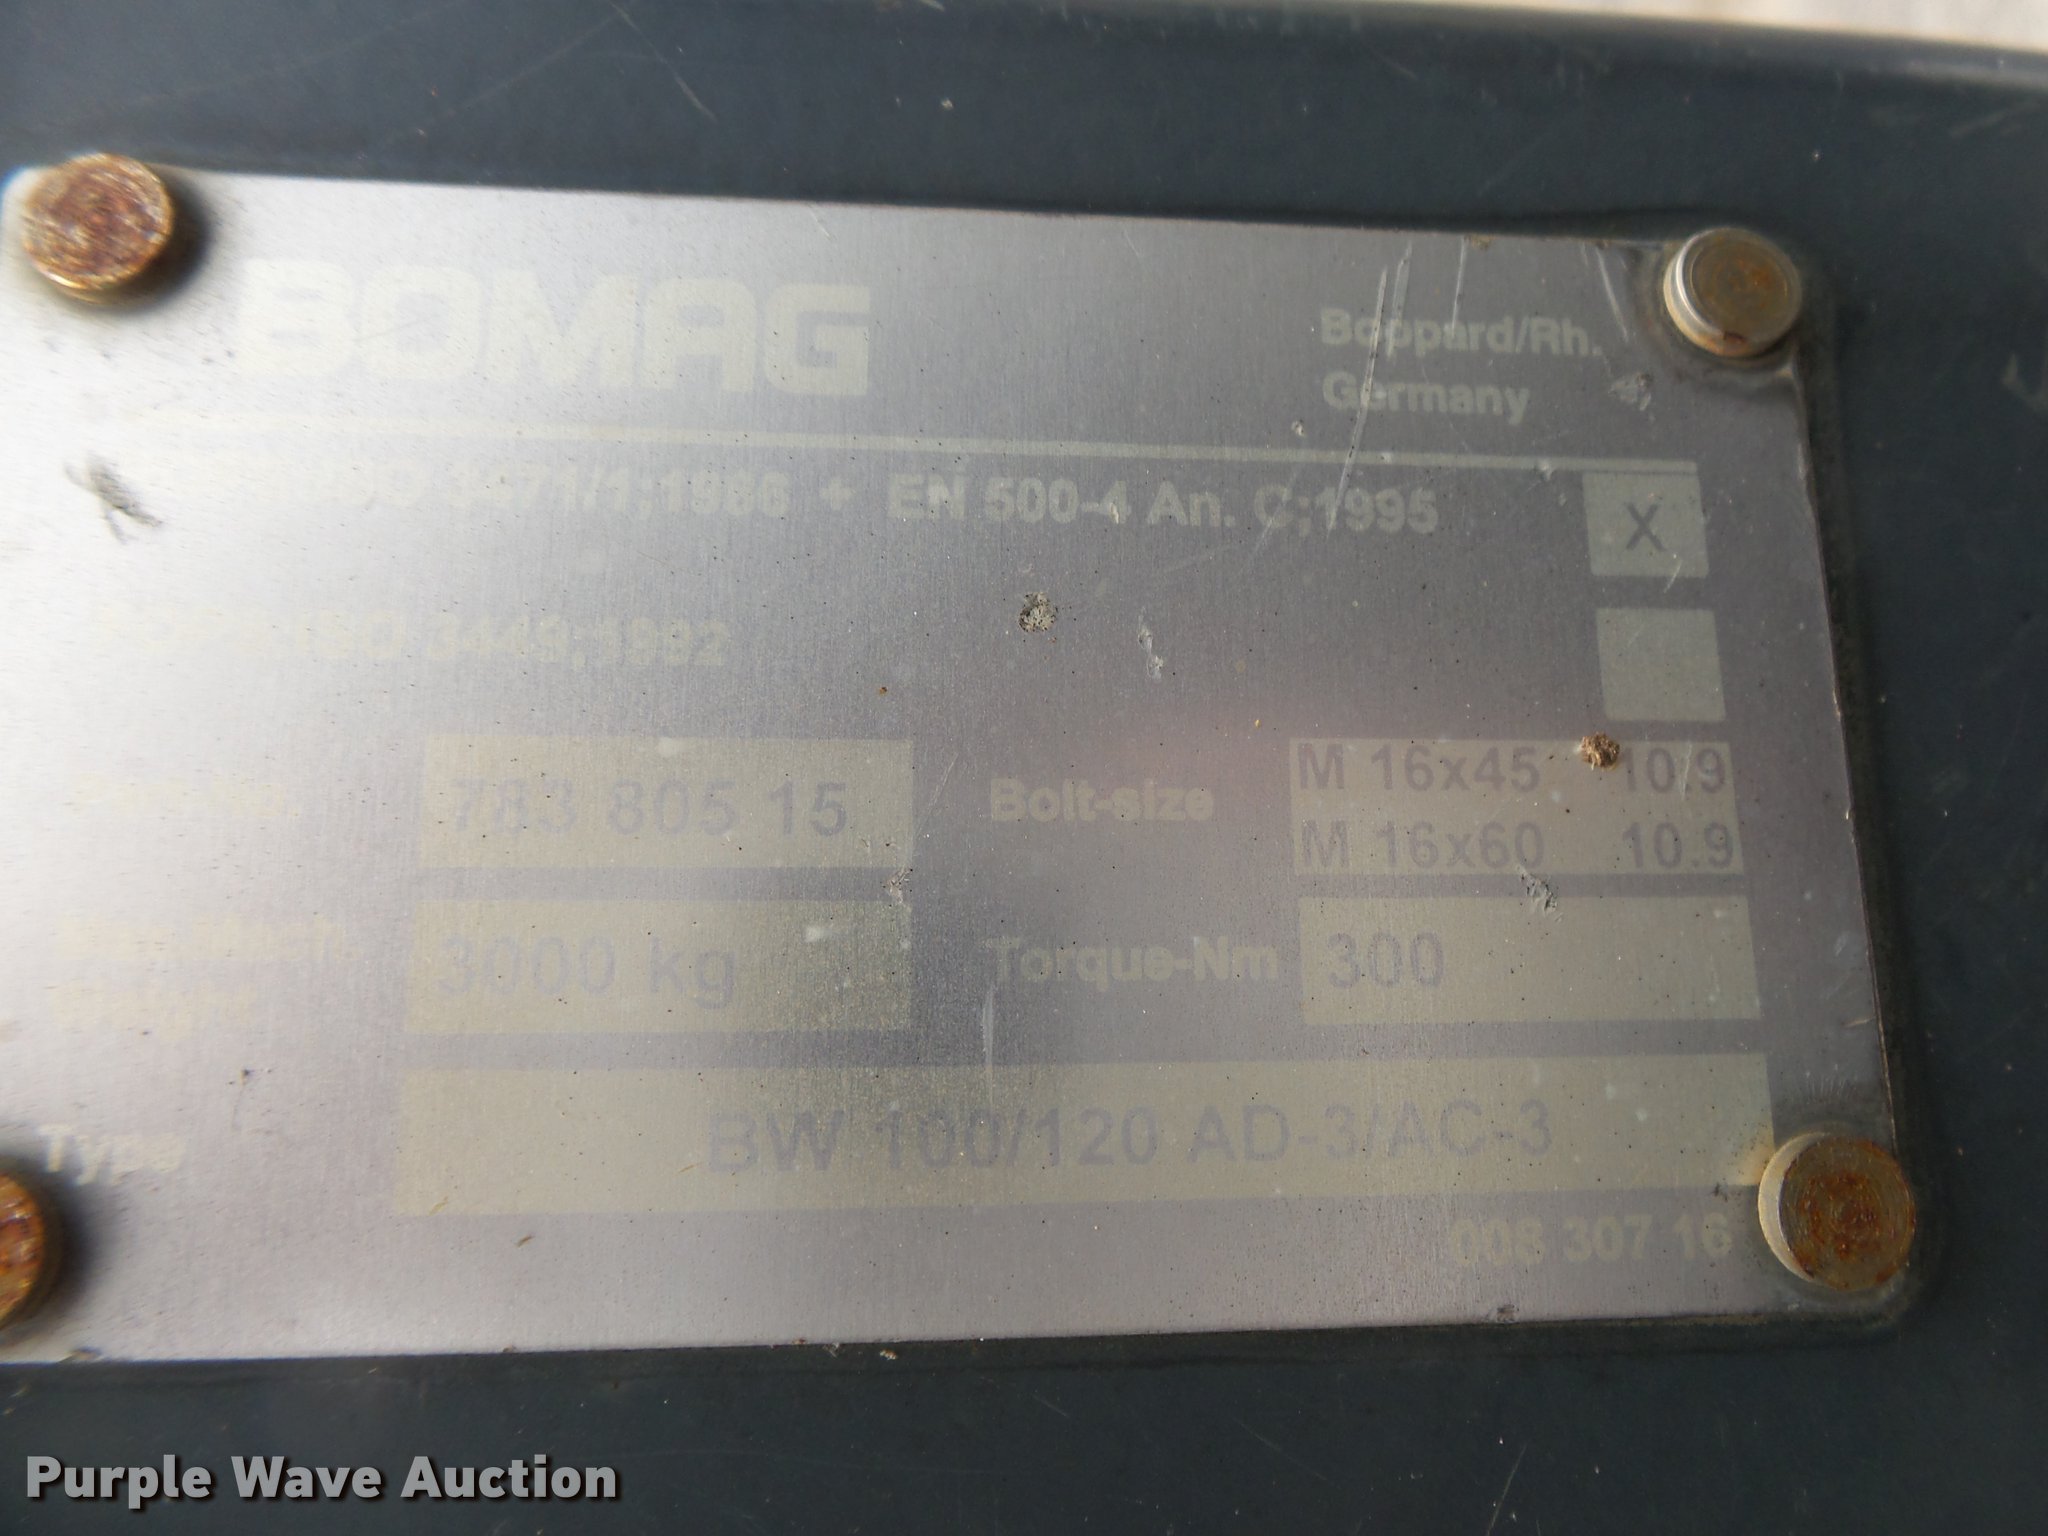 BOMAG
Boppard/Rh.
Germany
ISO 3471/1;1986 + EN 500-4 An. C;1995
X
ISO 3449;1992
783 805 15
Bolt-size
M 16x45 10.9
M 16x60 10.9
3000 kg
Torque-Nm
300
Type
BW 100/120 AD-3/AC-3
008 307 16
Purple Wave Auction